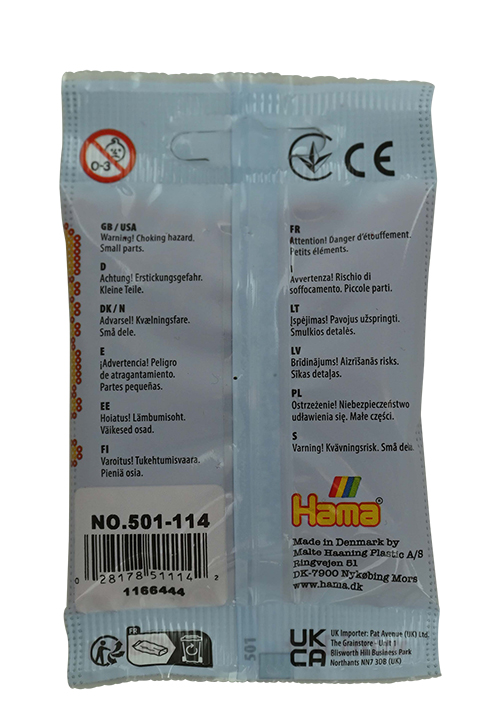 0-3
CE
GB / USA
Warning! Choking hazard.
Small parts.
D
Achtung! Erstickungsgefahr.
Kleine Teile.
DK / N
Advarsel! Kvælningsfare.
Små dele.
E
¡Advertencia! Peligro
de atragantamiento.
Partes pequeñas.
EE
Hoiatus! Lämbumisoht.
Väikesed osad.
FI
Varoitus! Tukehtumisvaara.
Pieniä osia.
FR
Attention! Danger d'étouffement.
Petits éléments.
I
Avvertenza! Rischio di
soffocamento. Piccole parti.
LT
Įspėjimas! Pavojus užspringti.
Smulkios detalės.
LV
Brīdinājums! Aizrīšanās risks.
Sīkas detaļas.
PL
Ostrzeżenie! Niebezpieczeństwo
udławienia się. Małe części.
S
Varning! Kvävningsrisk. Små delar
NO.501-114
0 28178 51114 2
1166444
Hama®
Made in Denmark by
Malte Haaning Plastic A/S
Ringvejen 51
DK-7900 Nykøbing Mors
www.hama.dk
FR
L05
UK
CA
UK Importer: Pat Avenue (UK) Ltd.
The Grainstore - Unit 1
Blisworth Hill Business Park
Northants NN7 3DB (UK)